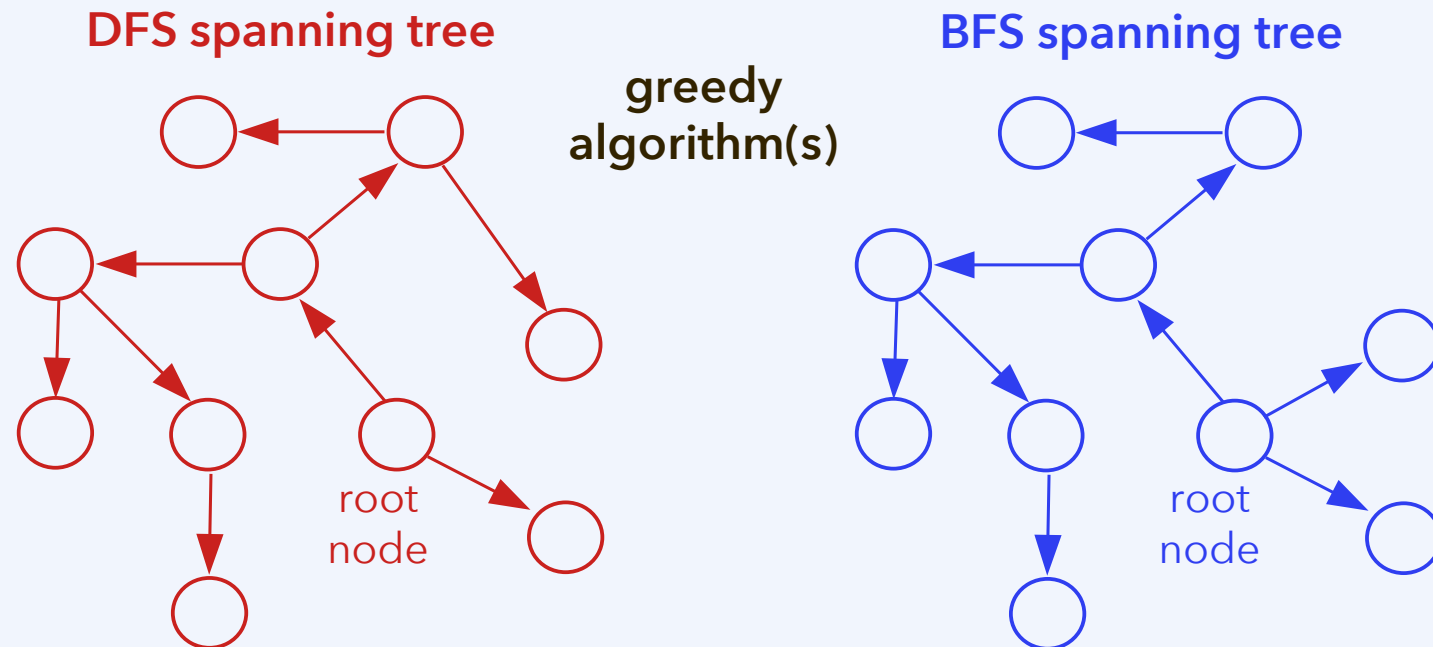 DFS spanning tree
greedy
algorithm(s)
BFS spanning tree
root
node
root
node